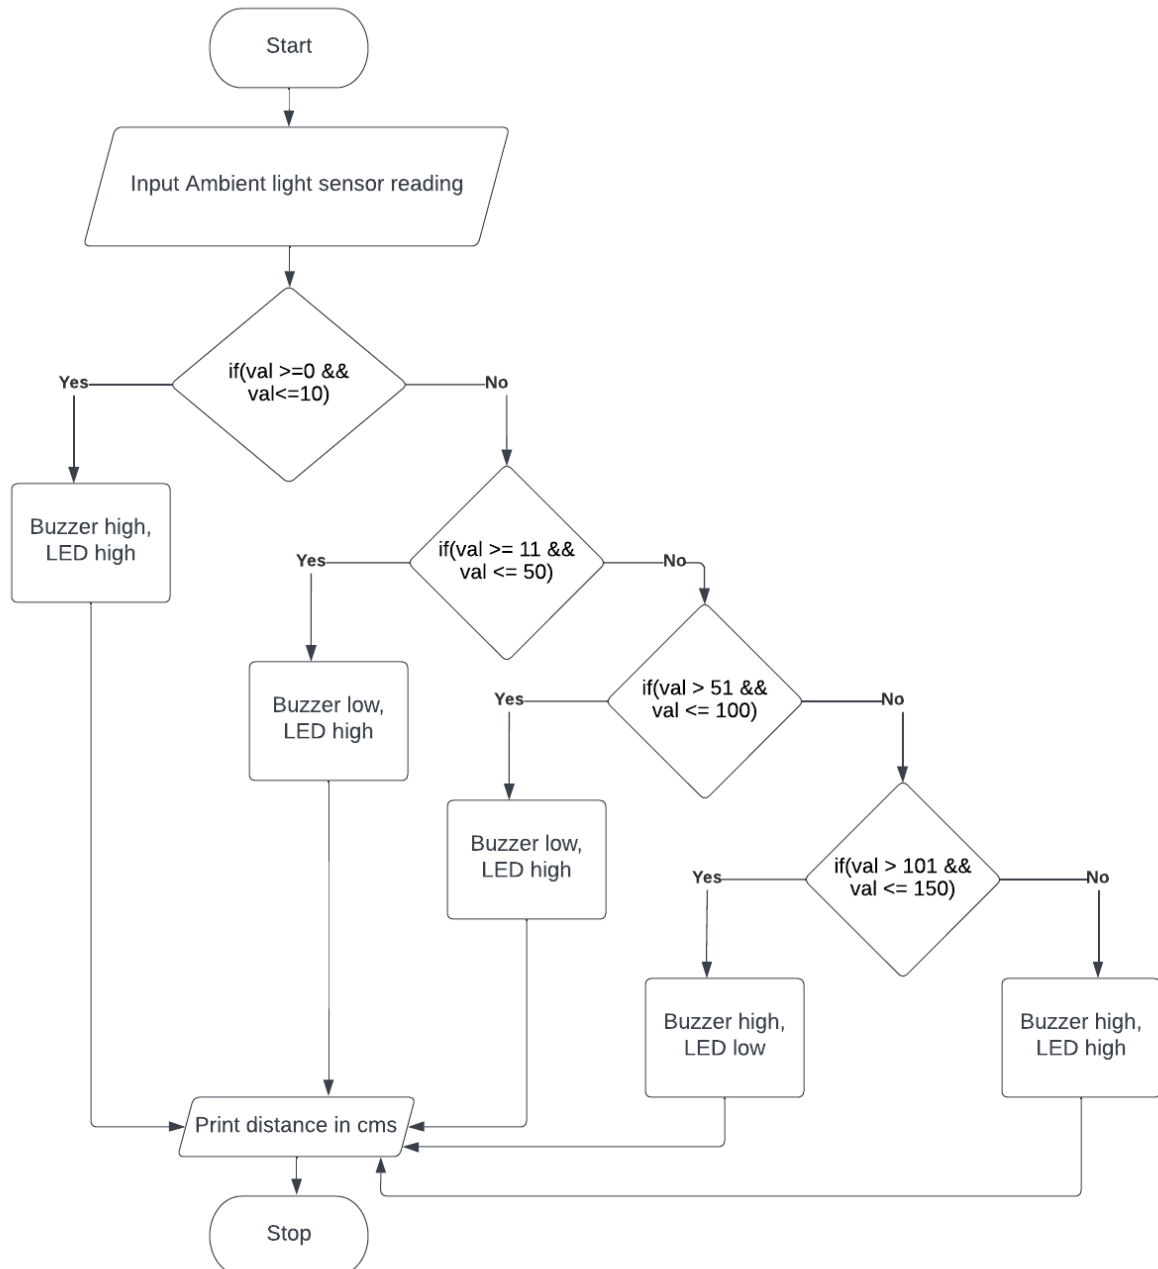 Start
Input Ambient light sensor reading
if(val >=0 &&
val<=10)
Yes
No
Buzzer high,
LED high
if(val >= 11 &&
val <= 50)
Yes
No
Buzzer low,
LED high
if(val > 51 &&
val <= 100)
Yes
No
Buzzer low,
LED high
if(val > 101 &&
val <= 150)
Yes
No
Buzzer high,
LED low
Buzzer high,
LED high
Print distance in cms
Stop